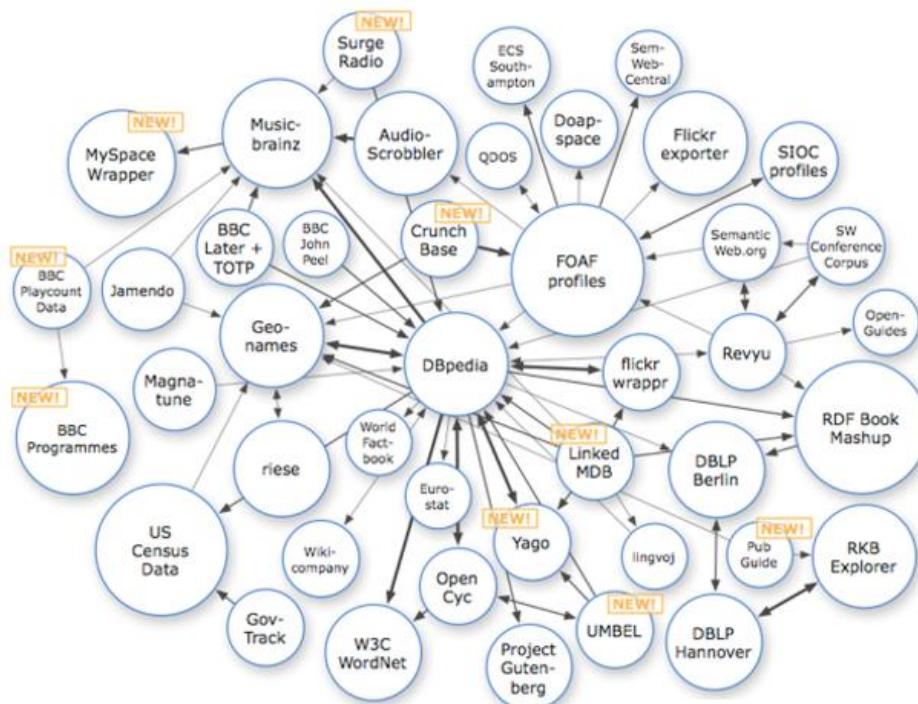 NEW!
Surge
Radio
ECS
South-
ampton
Sem-
Web-
Central
NEW!
MySpace
Wrapper
Music-
brainz
Audio-
Scrobbler
QDOS
Doap-
space
Flickr
exporter
SIOC
profiles
NEW!
BBC
Playcount
Data
Jamendo
BBC
Later +
TOTP
BBC
John
Peel
NEW!
Crunch
Base
FOAF
profiles
Semantic
Web.org
SW
Conference
Corpus
Geo-
names
DBpedia
flickr
wrappr
Revyu
Open-
Guides
Magna-
tune
NEW!
BBC
Programmes
riese
World
Fact-
book
NEW!
Linked
MDB
DBLP
Berlin
RDF Book
Mashup
US
Census
Data
Euro-
stat
Wiki-
company
NEW!
Yago
lingvoj
NEW!
Pub
Guide
RKB
Explorer
Gov-
Track
Open
Cyc
W3C
WordNet
Project
Guten-
berg
NEW!
UMBEL
DBLP
Hannover